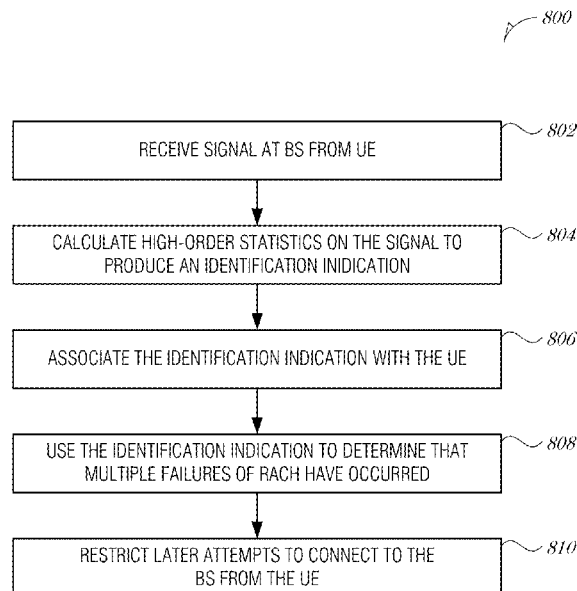 800
RECEIVE SIGNAL AT BS FROM UE
802
CALCULATE HIGH-ORDER STATISTICS ON THE SIGNAL TO
PRODUCE AN IDENTIFICATION INIDICATION
804
ASSOCIATE THE IDENTIFICATION INDICATION WITH THE UE
806
USE THE IDENTIFICATION INDICATION TO DETERMINE THAT
MULTIPLE FAILURES OF RACH HAVE OCCURRED
808
RESTRICT LATER ATTEMPTS TO CONNECT TO THE
BS FROM THE UE
810